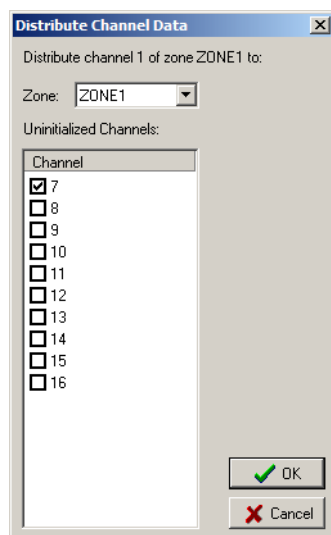 Distribute Channel Data
Distribute channel 1 of zone ZONE1 to:
Zone: ZONE1
Uninitialized Channels:
Channel
7
8
9
10
11
12
13
14
15
16
OK
Cancel